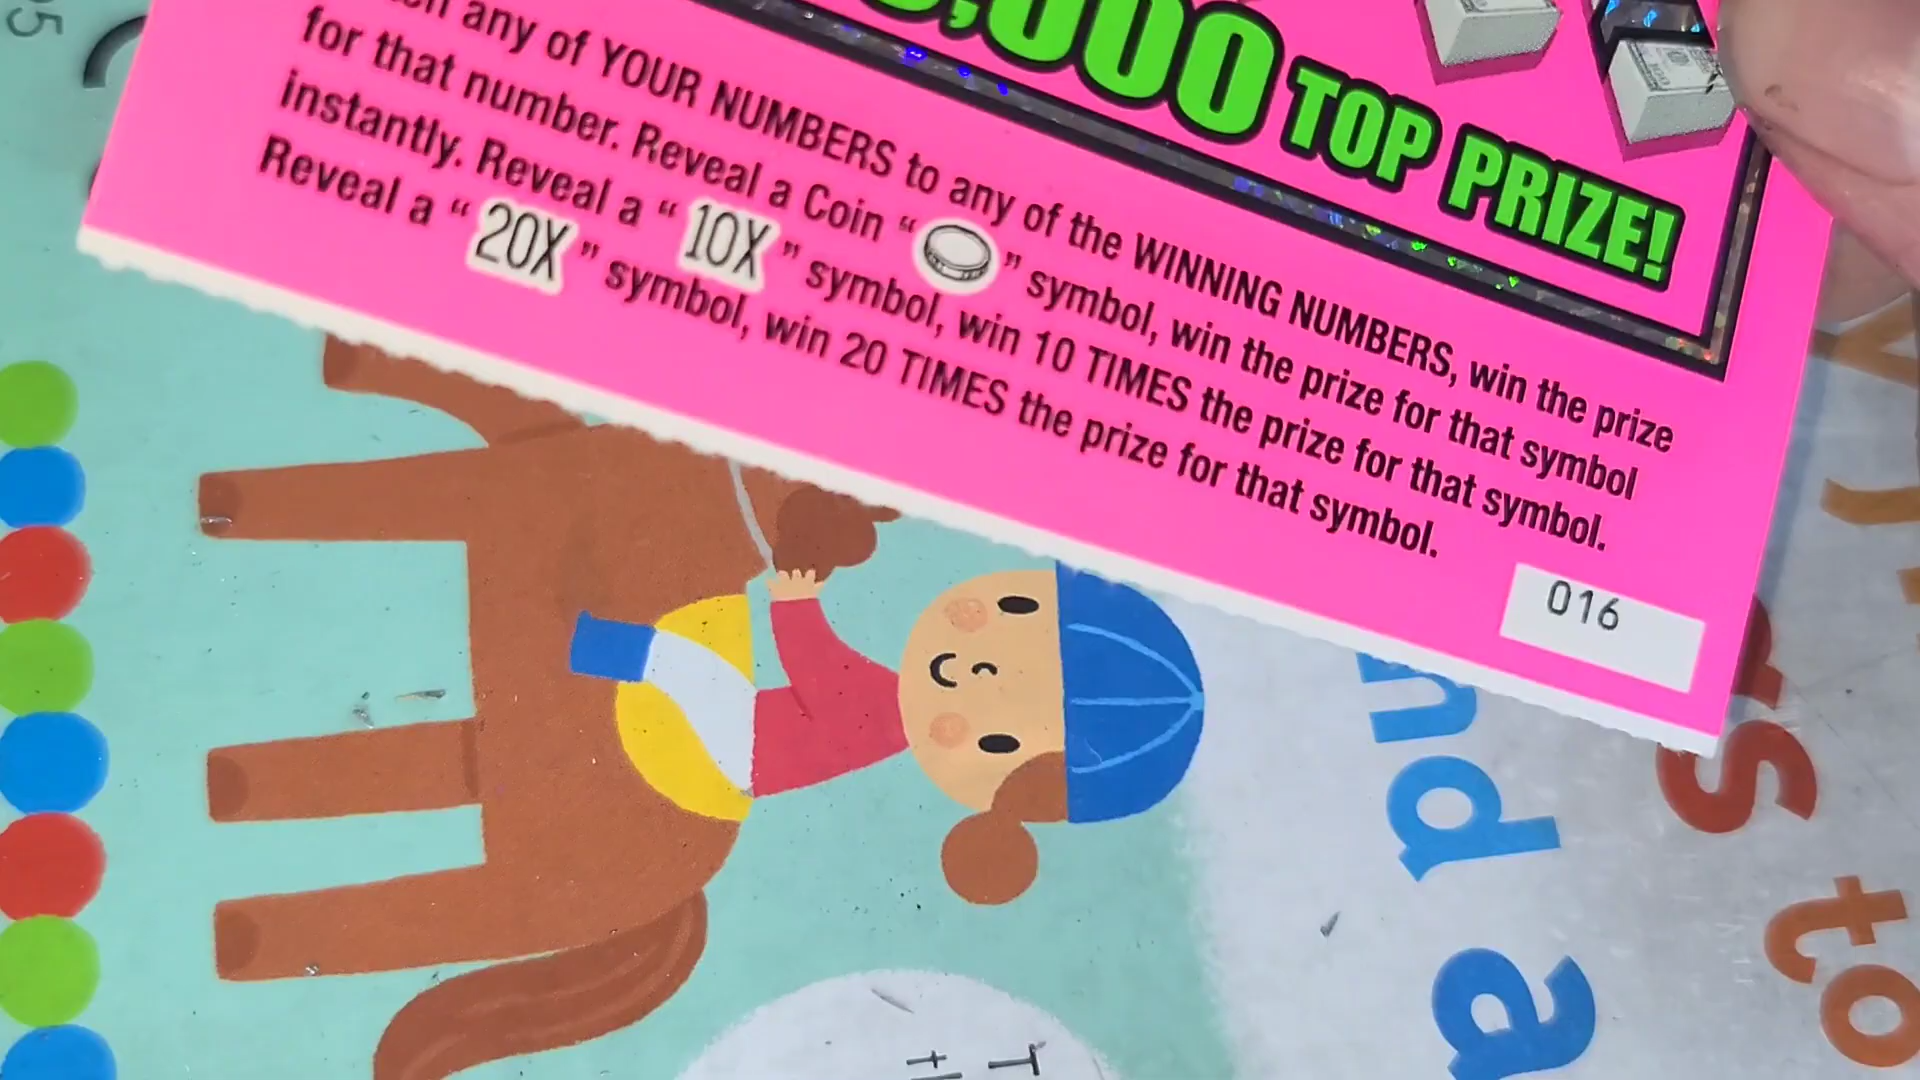 ,000 TOP PRIZE!
any of YOUR NUMBERS to any of the WINNING NUMBERS, win the prize
for that number. Reveal a Coin “ ” symbol, win the prize for that symbol
instantly. Reveal a “ 10X ” symbol, win 10 TIMES the prize for that symbol.
Reveal a “ 20X ” symbol, win 20 TIMES the prize for that symbol.
016
nd a
s to